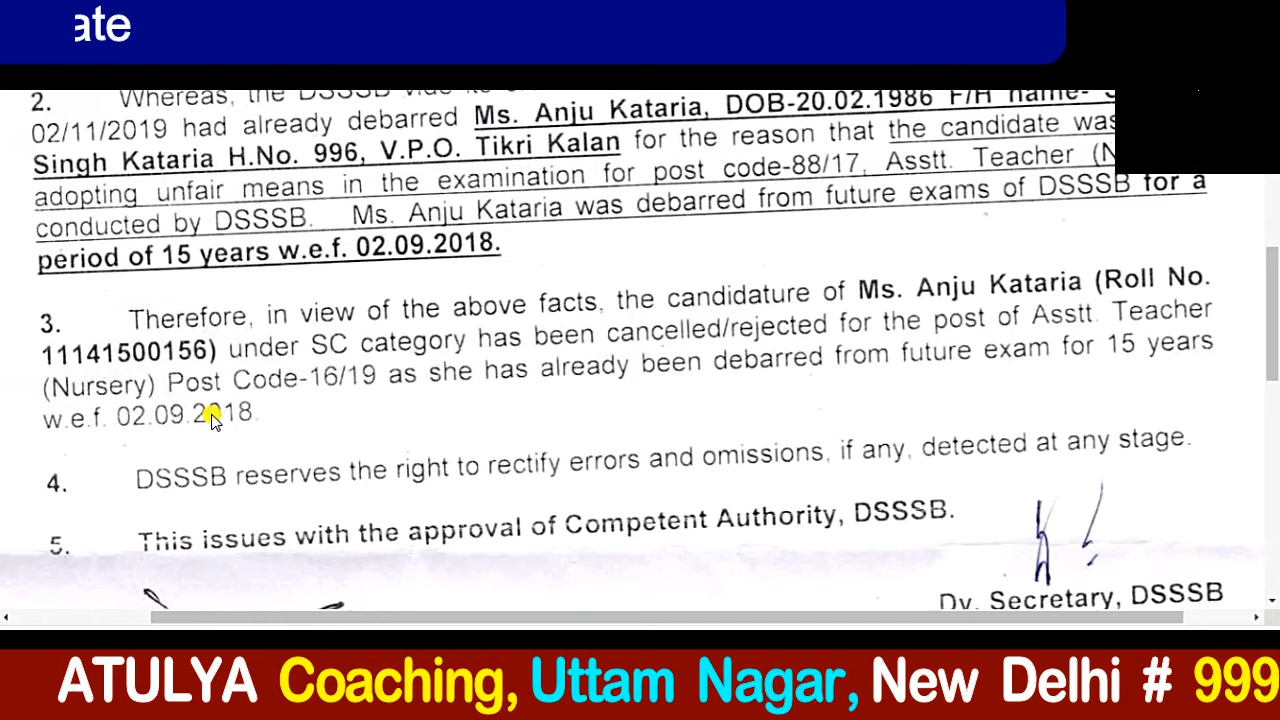 ate
2. Whereas, the DSSSB vide its
02/11/2019 had already debarred Ms. Anju Kataria, DOB-20.02.1986 F/H name-
Singh Kataria H.No. 996, V.P.O. Tikri Kalan for the reason that the candidate was
adopting unfair means in the examination for post code-88/17, Asstt. Teacher (N
conducted by DSSSB. Ms. Anju Kataria was debarred from future exams of DSSSB for a
period of 15 years w.e.f. 02.09.2018.
3. Therefore, in view of the above facts, the candidature of Ms. Anju Kataria (Roll No.
11141500156) under SC category has been cancelled/rejected for the post of Asstt. Teacher
(Nursery) Post Code-16/19 as she has already been debarred from future exam for 15 years
w.e.f. 02.09.2018.
4. DSSSB reserves the right to rectify errors and omissions, if any, detected at any stage.
5. This issues with the approval of Competent Authority, DSSSB.
Dy. Secretary, DSSSB
ATULYA Coaching, Uttam Nagar, New Delhi # 999